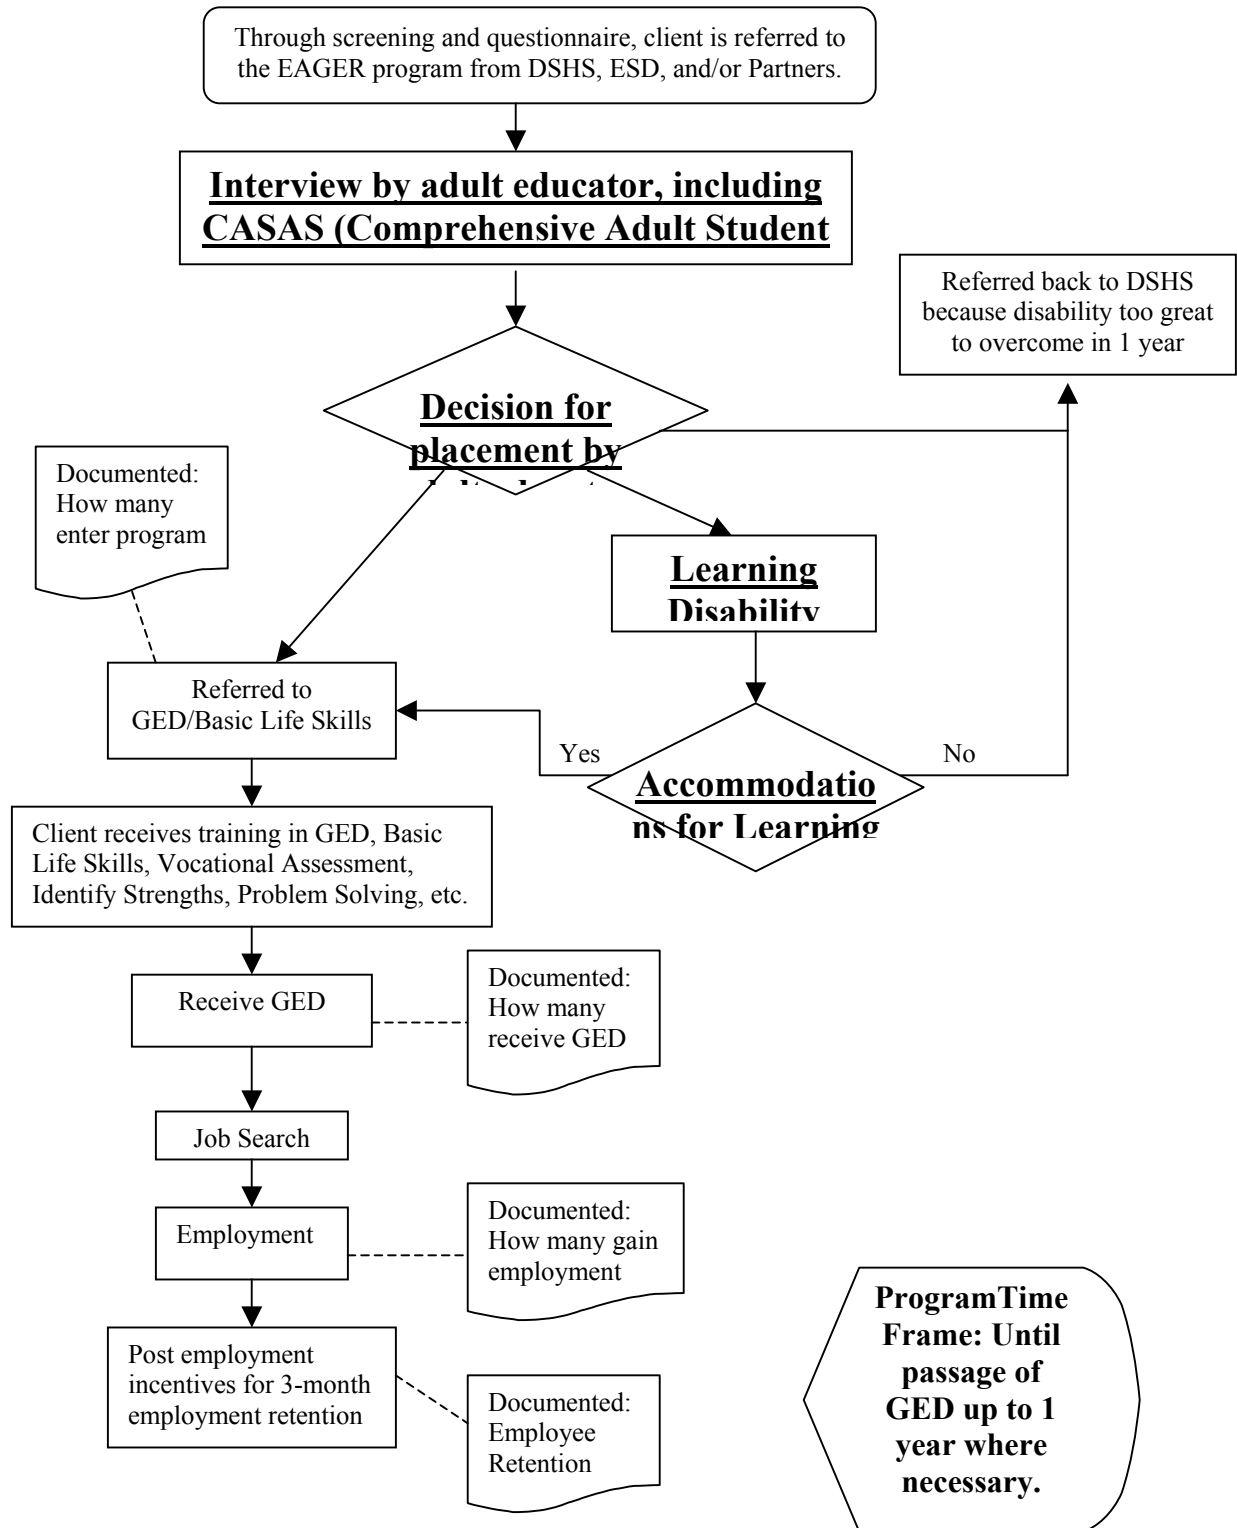 Through screening and questionnaire, client is referred to
the EAGER program from DSHS, ESD, and/or Partners.
Interview by adult educator, including
CASAS (Comprehensive Adult Student
Referred back to DSHS
because disability too great
to overcome in 1 year
Decision for
placement by
Documented:
How many
enter program
Learning
Disability
Referred to
GED/Basic Life Skills
Yes
No
Accommodatio
ns for Learning
Client receives training in GED, Basic
Life Skills, Vocational Assessment,
Identify Strengths, Problem Solving, etc.
Receive GED
Documented:
How many
receive GED
Job Search
Employment
Documented:
How many gain
employment
Post employment
incentives for 3-month
employment retention
Documented:
Employee
Retention
ProgramTime
Frame: Until
passage of
GED up to 1
year where
necessary.